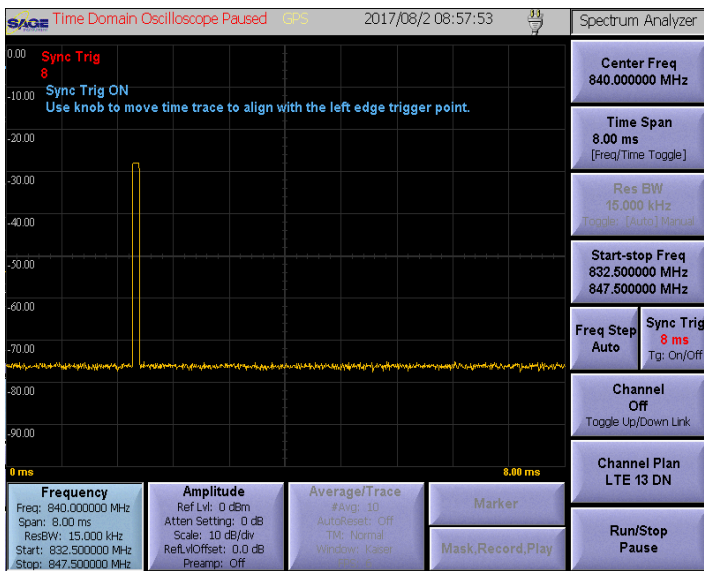 SAGE Time Domain Oscilloscope Paused GPS 2017/08/2 08:57:53 Spectrum Analyzer
0.00
Sync Trig
8
-10.00
Sync Trig ON
Use knob to move time trace to align with the left edge trigger point.
-20.00
-30.00
-40.00
-50.00
-60.00
-70.00
-80.00
-90.00
0 ms 8.00 ms
Center Freq
840.000000 MHz
Time Span
8.00 ms
[Freq/Time Toggle]
Res BW
15.000 kHz
Toggle: [Auto] Manual
Start-stop Freq
832.500000 MHz
847.500000 MHz
Freq Step
Auto
Sync Trig
8 ms
Tg: On/Off
Channel
Off
Toggle Up/Down Link
Channel Plan
LTE 13 DN
Run/Stop
Pause
Frequency
Freq: 840.000000 MHz
Span: 8.00 ms
ResBW: 15.000 kHz
Start: 832.500000 MHz
Stop: 847.500000 MHz
Amplitude
Ref Lvl: 0 dBm
Atten Setting: 0 dB
Scale: 10 dB/div
RefLvlOffset: 0.0 dB
Preamp: Off
Average/Trace
#Avg: 10
AutoReset: Off
TM: Normal
Window: Kaser
Marker
Mask,Record,Play